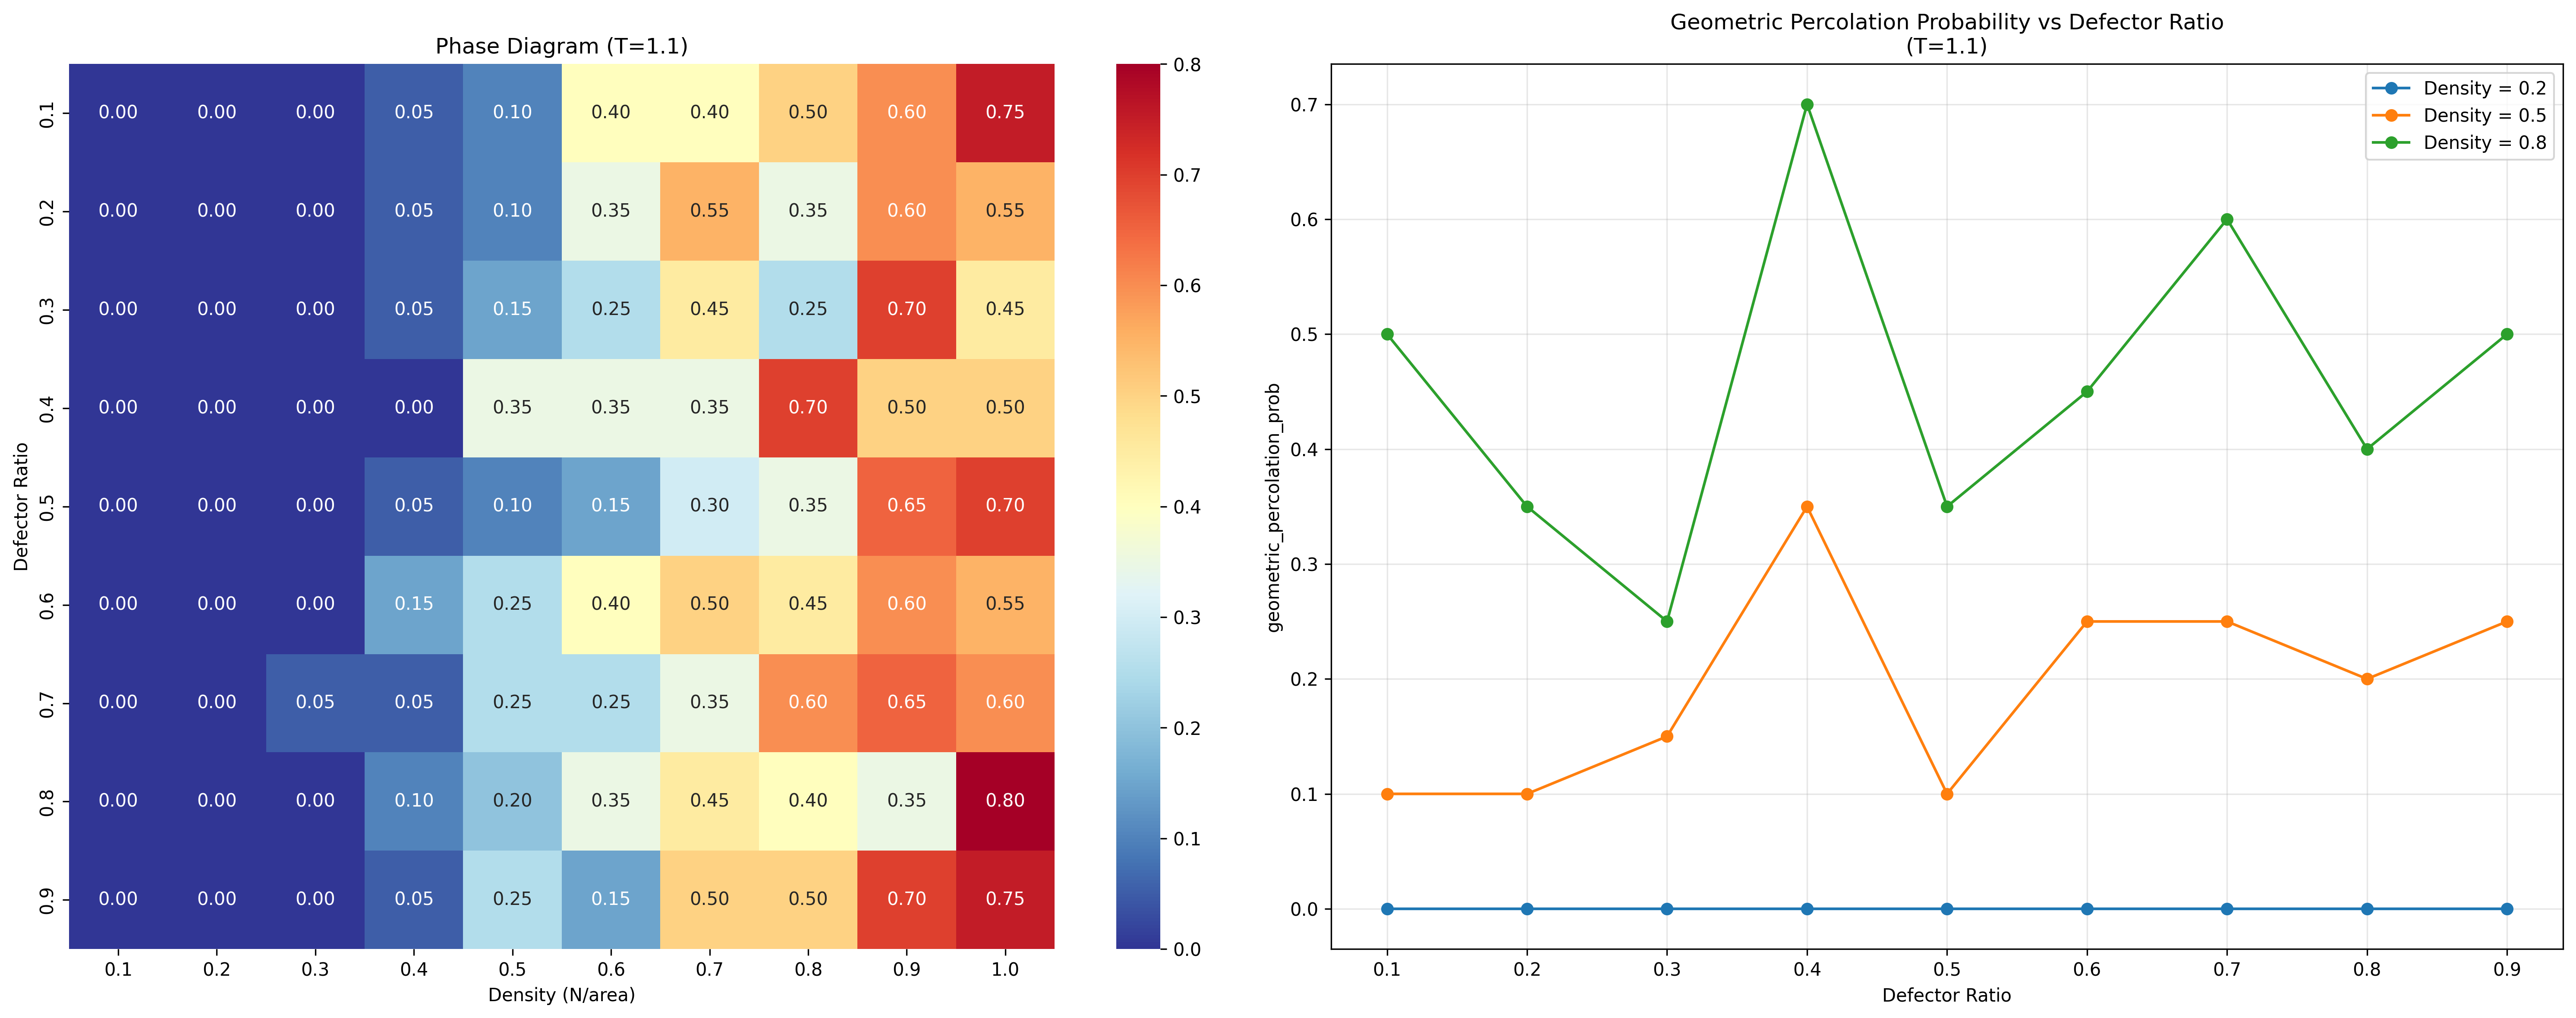 Phase Diagram (T=1.1)
Defector Ratio
0.1 0.00 0.00 0.00 0.05 0.10 0.40 0.40 0.50 0.60 0.75
0.2 0.00 0.00 0.00 0.05 0.10 0.35 0.55 0.35 0.60 0.55
0.3 0.00 0.00 0.00 0.05 0.15 0.25 0.45 0.25 0.70 0.45
0.4 0.00 0.00 0.00 0.00 0.35 0.35 0.35 0.70 0.50 0.50
0.5 0.00 0.00 0.00 0.05 0.10 0.15 0.30 0.35 0.65 0.70
0.6 0.00 0.00 0.00 0.15 0.25 0.40 0.50 0.45 0.60 0.55
0.7 0.00 0.00 0.05 0.05 0.25 0.25 0.35 0.60 0.65 0.60
0.8 0.00 0.00 0.00 0.10 0.20 0.35 0.45 0.40 0.35 0.80
0.9 0.00 0.00 0.00 0.05 0.25 0.15 0.50 0.50 0.70 0.75
0.1 0.2 0.3 0.4 0.5 0.6 0.7 0.8 0.9 1.0
Density (N/area)
0.8
0.7
0.6
0.5
0.4
0.3
0.2
0.1
0.0
Geometric Percolation Probability vs Defector Ratio
(T=1.1)
Density = 0.2
Density = 0.5
Density = 0.8
geometric_percolation_prob
0.7
0.6
0.5
0.4
0.3
0.2
0.1
0.0
0.1 0.2 0.3 0.4 0.5 0.6 0.7 0.8 0.9
Defector Ratio